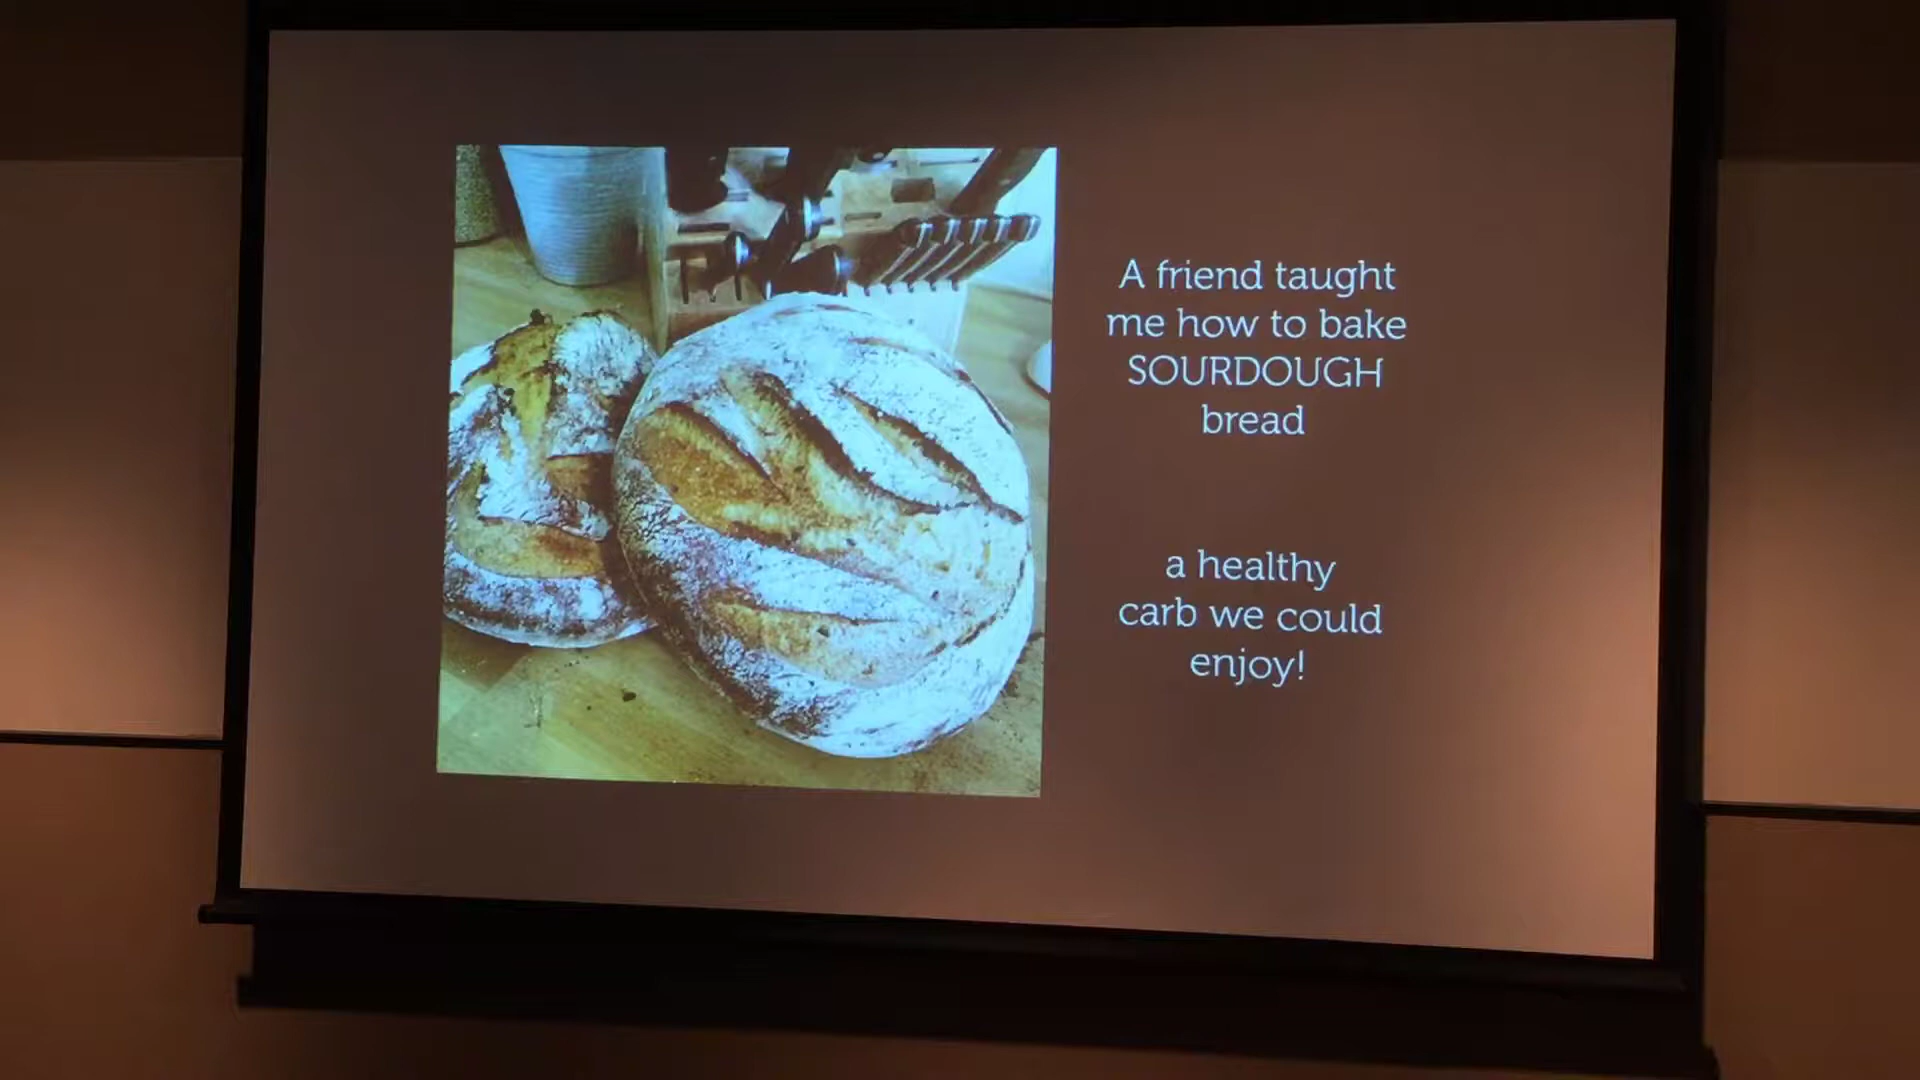 A friend taught
me how to bake
SOURDOUGH
bread
a healthy
carb we could
enjoy!